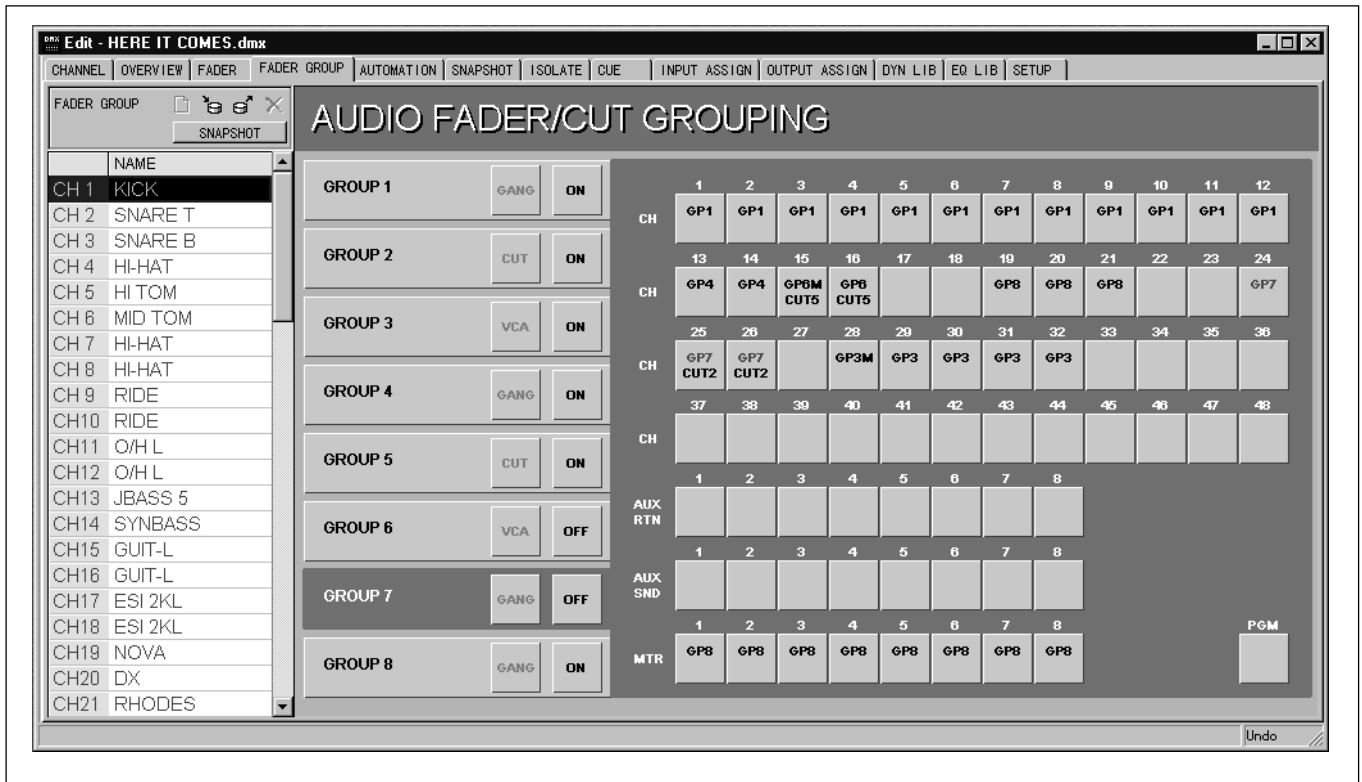 DMX Edit - HERE IT COMES.dmx
CHANNEL OVERVIEW FADER FADER GROUP AUTOMATION SNAPSHOT ISOLATE CUE INPUT ASSIGN OUTPUT ASSIGN DYN LIB EQ LIB SETUP
FADER GROUP
SNAPSHOT
AUDIO FADER/CUT GROUPING
NAME
CH 1 KICK
CH 2 SNARE T
CH 3 SNARE B
CH 4 HI-HAT
CH 5 HI TOM
CH 6 MID TOM
CH 7 HI-HAT
CH 8 HI-HAT
CH 9 RIDE
CH10 RIDE
CH11 O/H L
CH12 O/H L
CH13 JBASS 5
CH14 SYNBASS
CH15 GUIT-L
CH16 GUIT-L
CH17 ESI 2KL
CH18 ESI 2KL
CH19 NOVA
CH20 DX
CH21 RHODES
GROUP 1 GANG ON
GROUP 2 CUT ON
GROUP 3 VCA ON
GROUP 4 GANG ON
GROUP 5 CUT ON
GROUP 6 VCA OFF
GROUP 7 GANG OFF
GROUP 8 GANG ON
1 2 3 4 5 6 7 8 9 10 11 12
CH GP1 GP1 GP1 GP1 GP1 GP1 GP1 GP1 GP1 GP1 GP1 GP1
13 14 15 16 17 18 19 20 21 22 23 24
CH GP4 GP4 GP6M GP6 GP8 GP8 GP8 GP7
CUT5 CUT5
25 26 27 28 29 30 31 32 33 34 35 36
CH GP7 GP7 GP3M GP3 GP3 GP3 GP3
CUT2 CUT2
37 38 39 40 41 42 43 44 45 46 47 48
CH
1 2 3 4 5 6 7 8
AUX
RTN
1 2 3 4 5 6 7 8
AUX
SND
1 2 3 4 5 6 7 8 PGM
MTR GP8 GP8 GP8 GP8 GP8 GP8 GP8 GP8
Undo